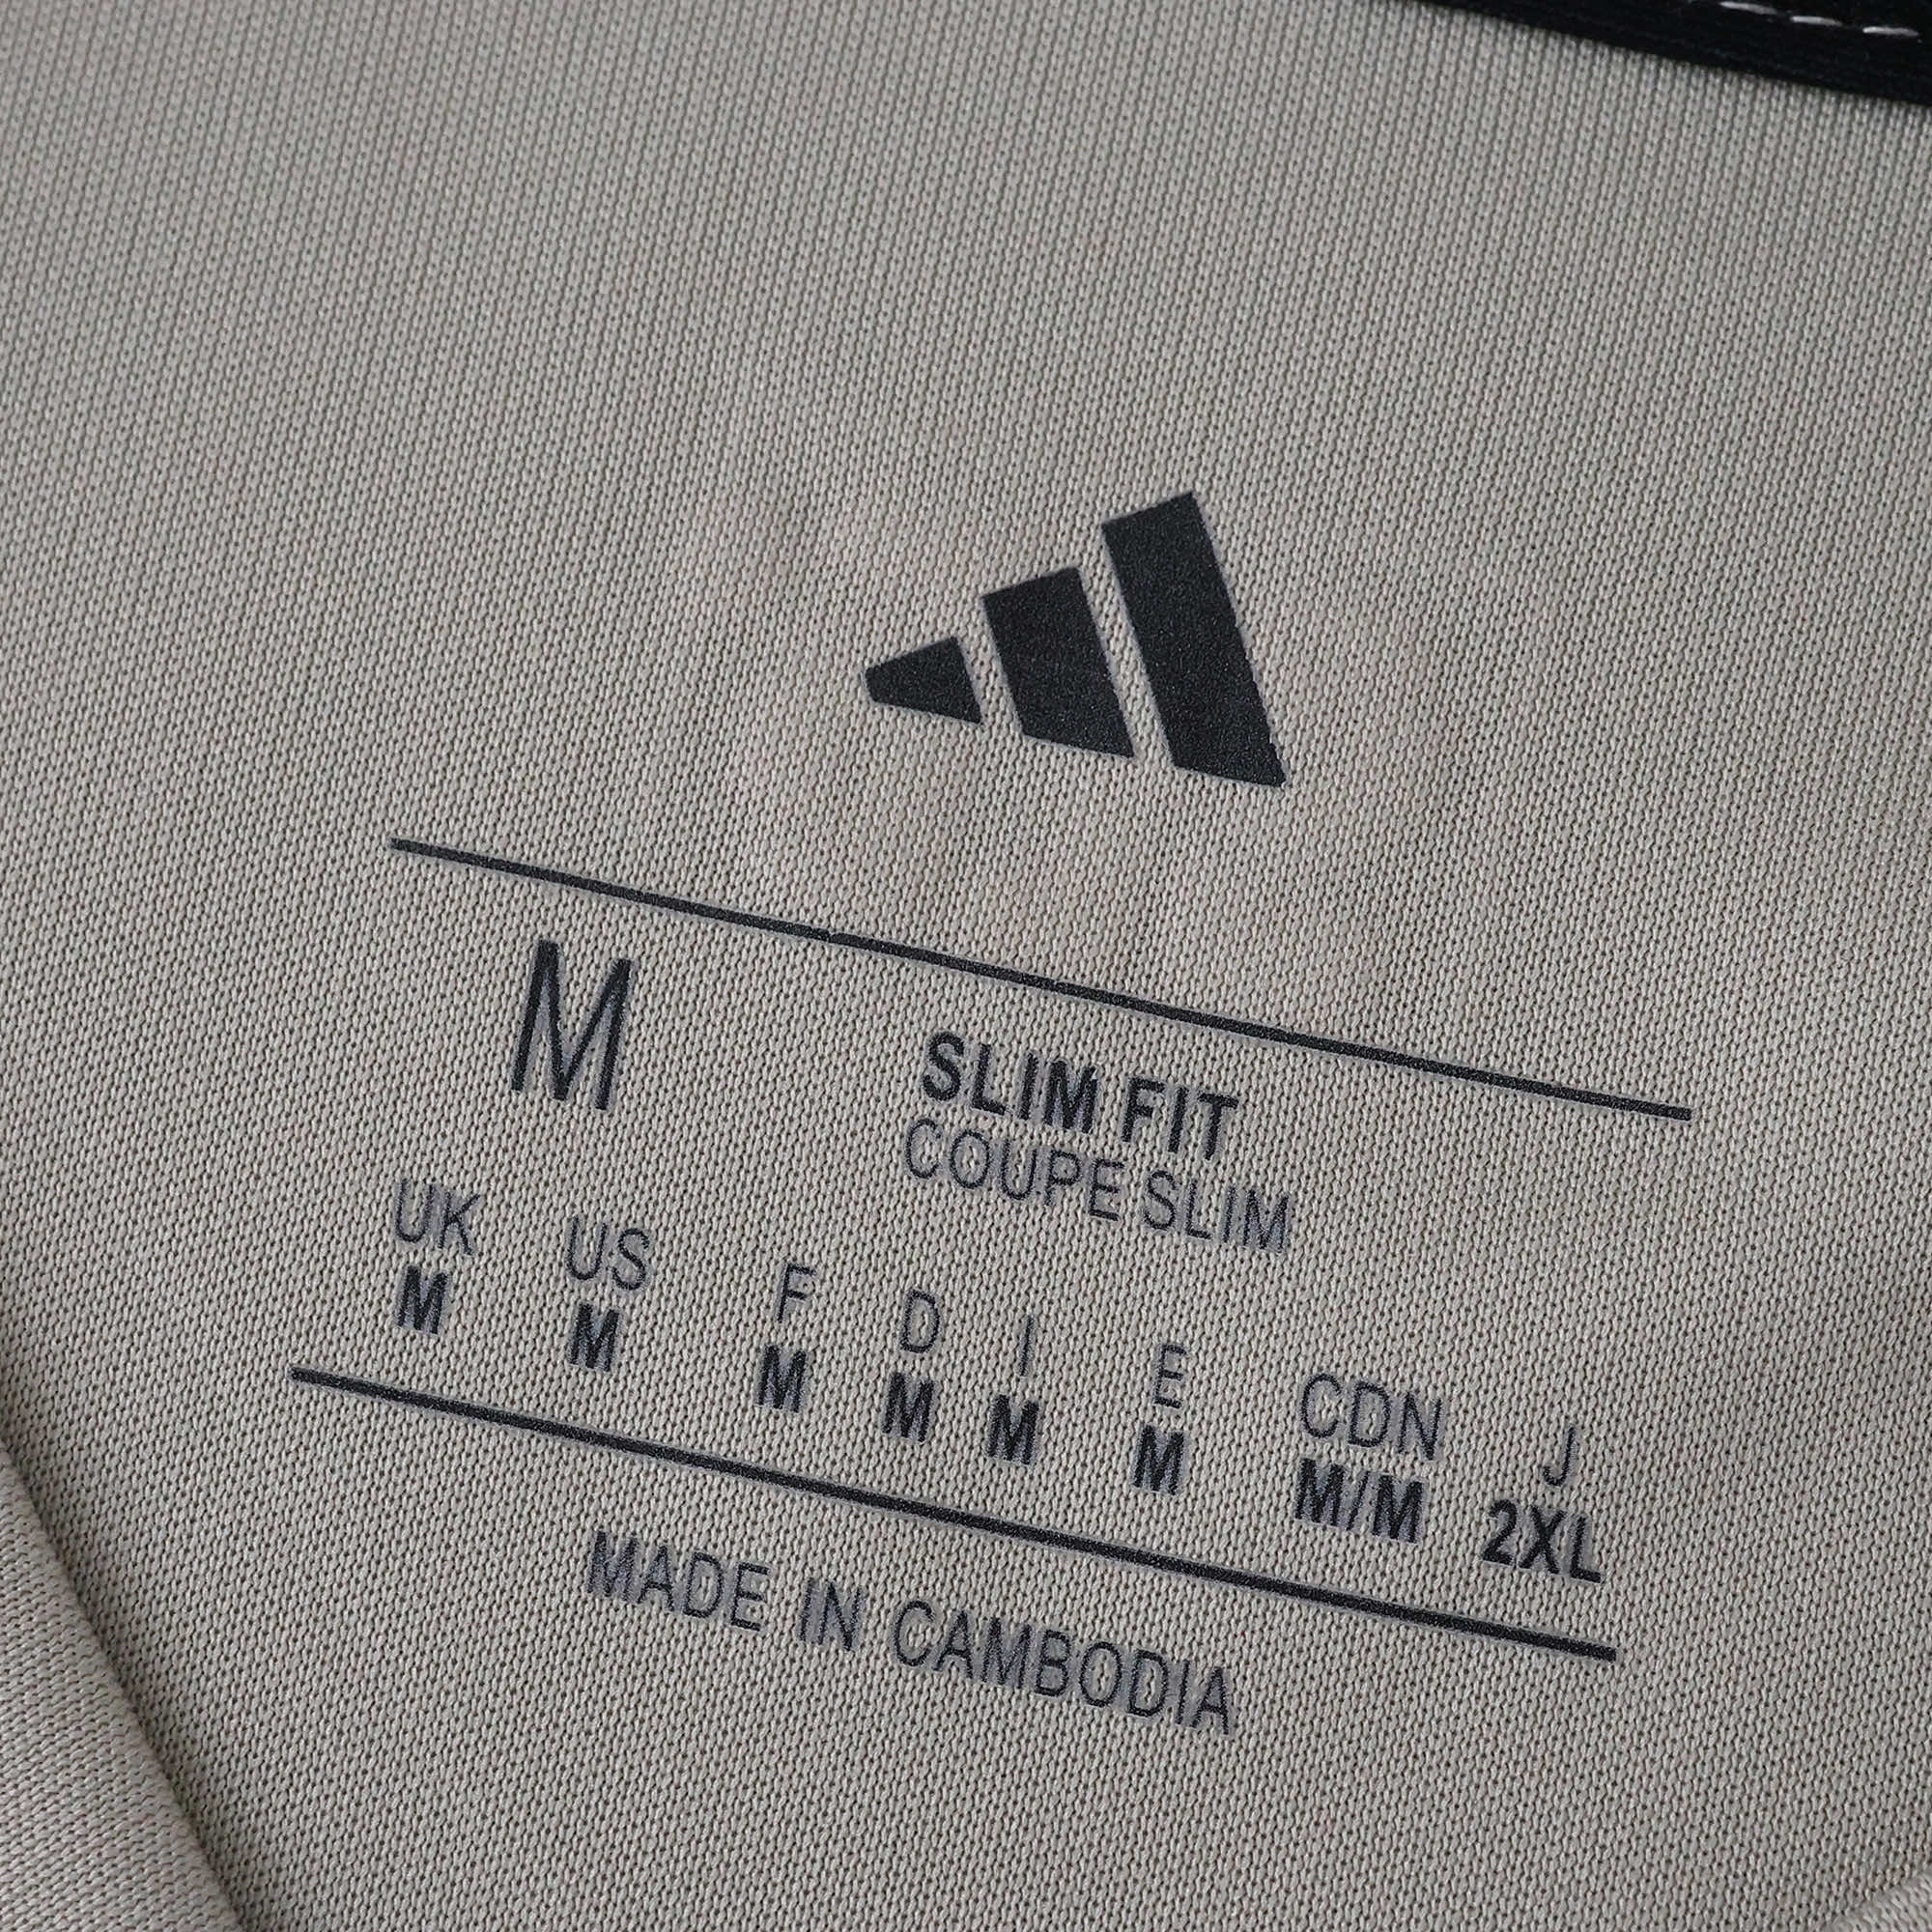 M
SLIM FIT
COUPE SLIM
UK US F D I E CDN J
M M M M M M M/M 2XL
MADE IN CAMBODIA